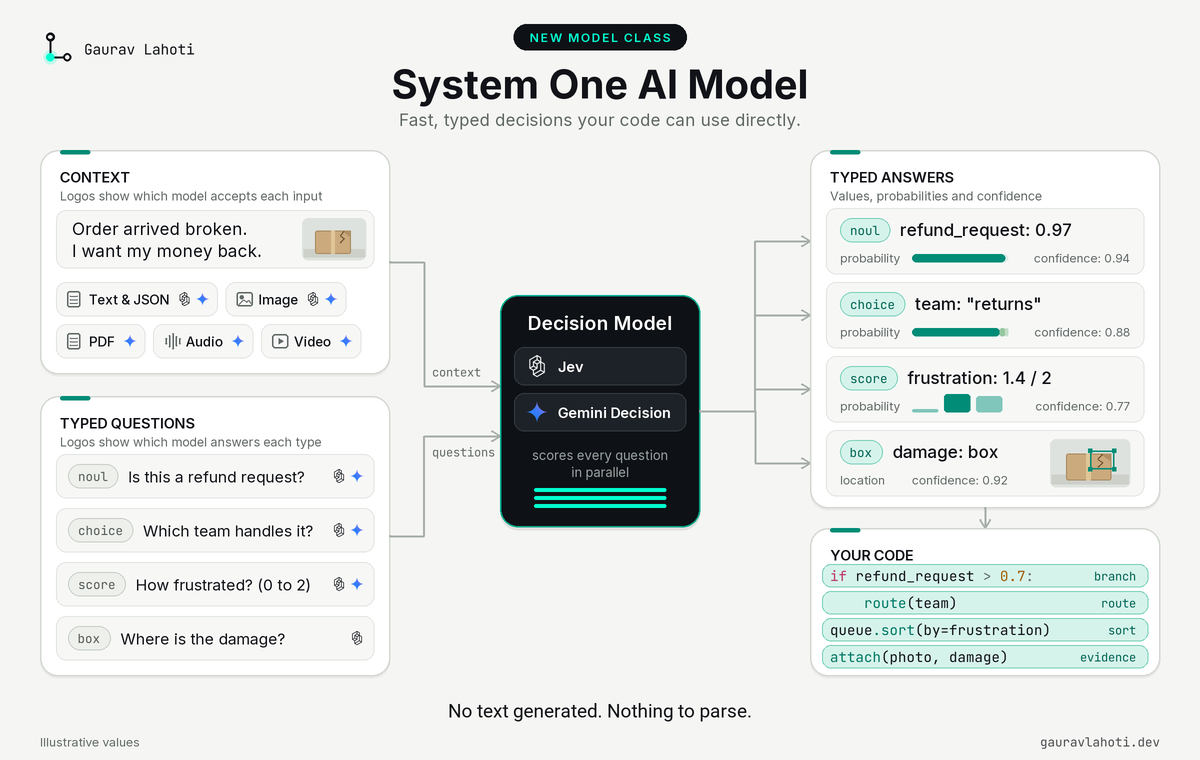 Gaurav Lahoti
NEW MODEL CLASS
System One AI Model
Fast, typed decisions your code can use directly.
CONTEXT
Logos show which model accepts each input
Order arrived broken.
I want my money back.
Text & JSON
Image
PDF
Audio
Video
TYPED QUESTIONS
Logos show which model answers each type
noul Is this a refund request?
choice Which team handles it?
score How frustrated? (0 to 2)
box Where is the damage?
context
questions
Decision Model
Jev
Gemini Decision
scores every question
in parallel
TYPED ANSWERS
Values, probabilities and confidence
noul refund_request: 0.97
probability confidence: 0.94
choice team: "returns"
probability confidence: 0.88
score frustration: 1.4 / 2
probability confidence: 0.77
box damage: box
location confidence: 0.92
YOUR CODE
if refund_request > 0.7: branch
route(team) route
queue.sort(by=frustration) sort
attach(photo, damage) evidence
No text generated. Nothing to parse.
Illustrative values
gauravlahoti.dev